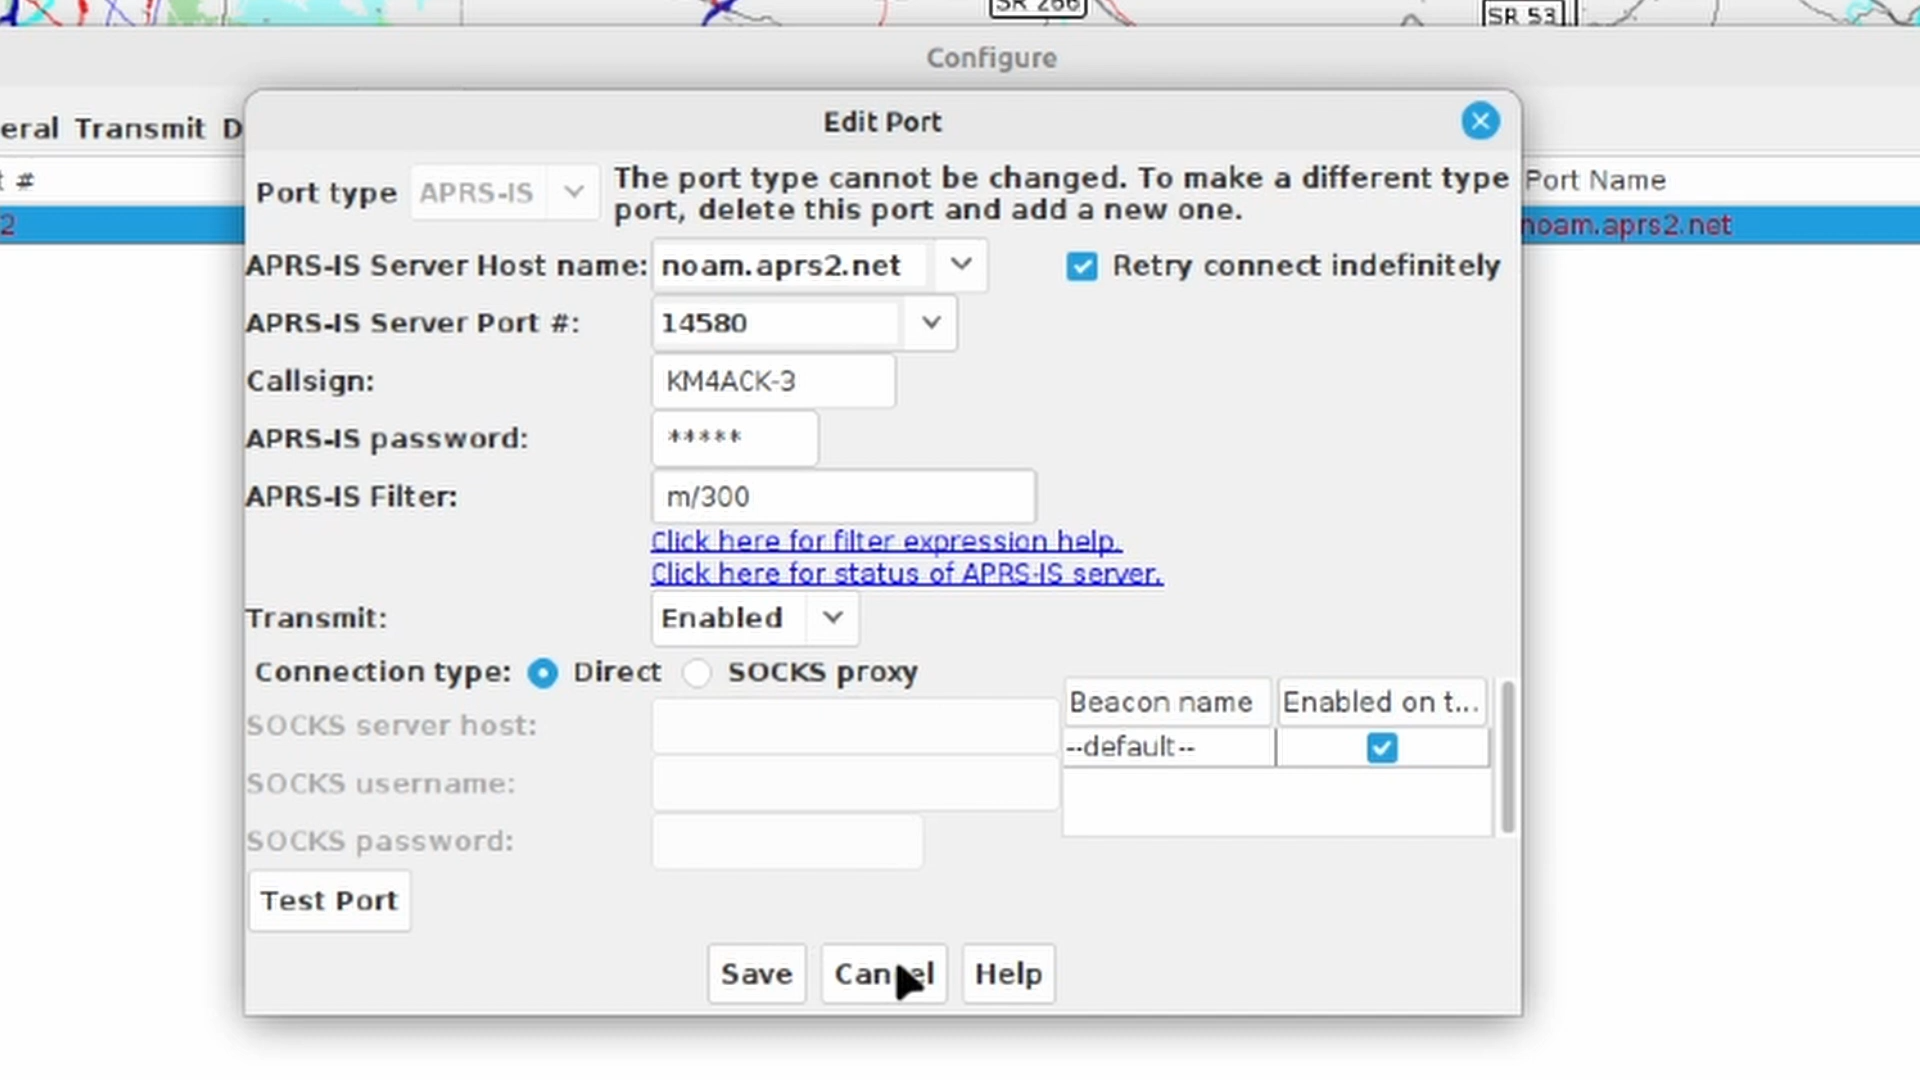 SR 266
SR 53
Configure
eral Transmit D
Edit Port
t #
Port Name
2
noam.aprs2.net
Port type APRS-IS The port type cannot be changed. To make a different type
port, delete this port and add a new one.
APRS-IS Server Host name: noam.aprs2.net Retry connect indefinitely
APRS-IS Server Port #: 14580
Callsign: KM4ACK-3
APRS-IS password: *****
APRS-IS Filter: m/300
Click here for filter expression help.
Click here for status of APRS-IS server.
Transmit: Enabled
Connection type: Direct SOCKS proxy
Beacon name Enabled on t...
SOCKS server host:
--default--
SOCKS username:
SOCKS password:
Test Port
Save Cancel Help